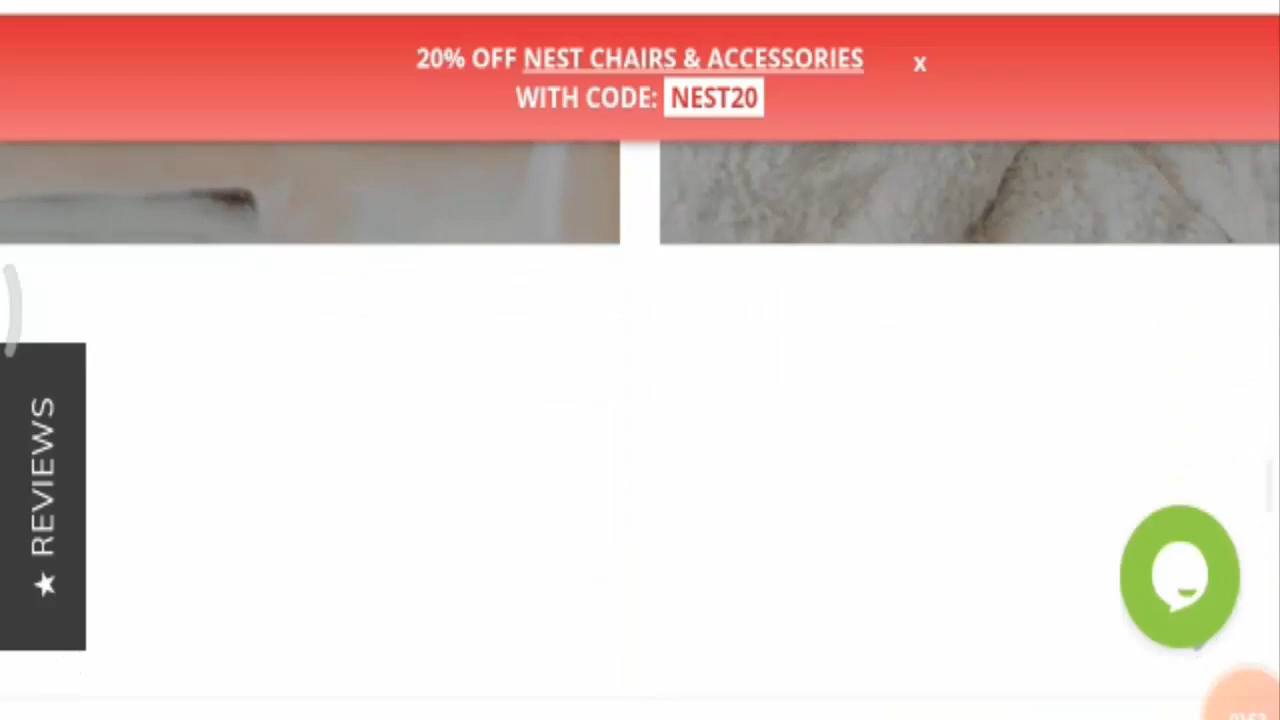 20% OFF NEST CHAIRS & ACCESSORIES
x
WITH CODE: NEST20
★ REVIEWS